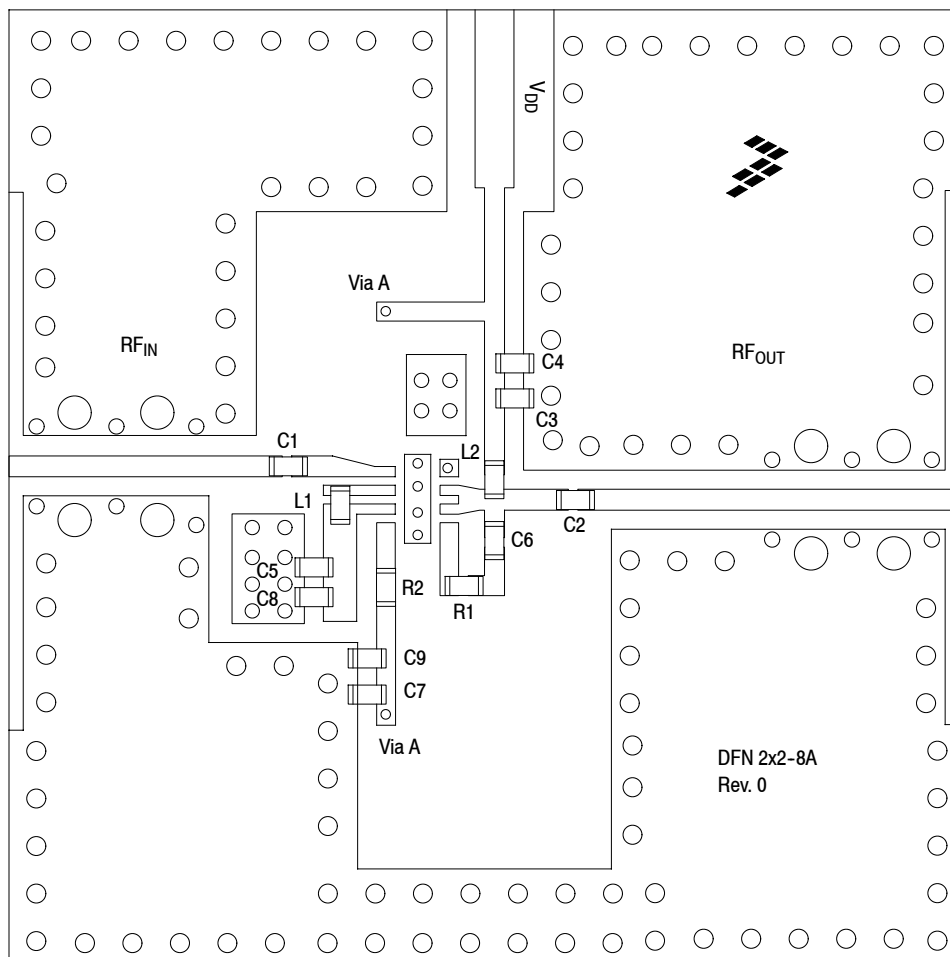 VDD
Via A
RFIN
RFOUT
C4
C3
C1
L2
L1
C2
C6
C5
R2
R1
C8
C9
C7
Via A
DFN 2x2-8A
Rev. 0